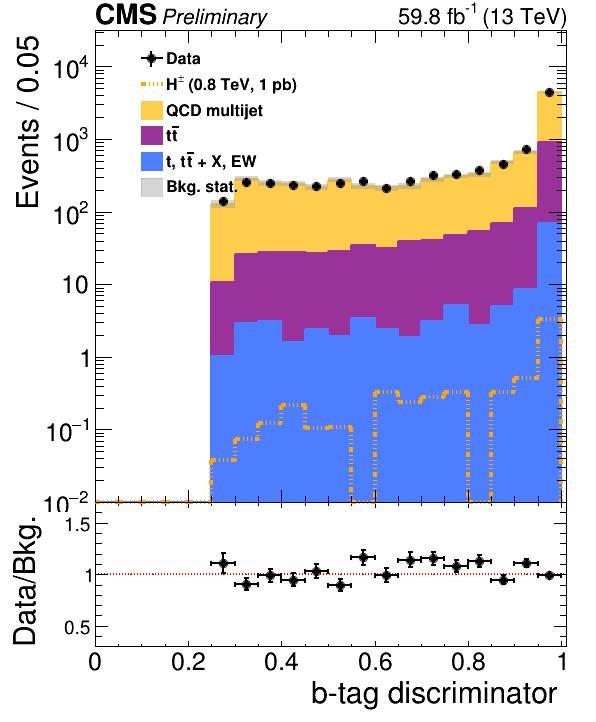 CMS Preliminary 59.8 fb⁻¹ (13 TeV)
Events / 0.05
10⁴
10³
10²
10
1
10⁻¹
10⁻²
Data
H± (0.8 TeV, 1 pb)
QCD multijet
tt̄
t, tt̄ + X, EW
Bkg. stat.
Data/Bkg.
1.5
1
0.5
0 0.2 0.4 0.6 0.8 1
b-tag discriminator